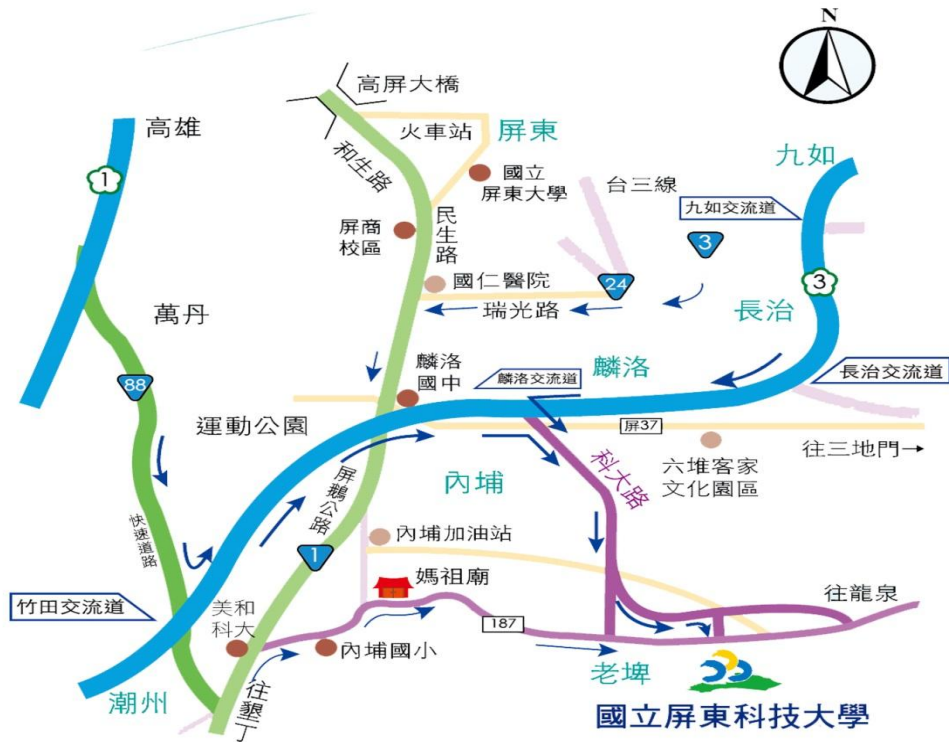 N
高屏大橋
高雄
火車站
屏東
1
和生路
九如
國立
屏東大學
台三線
九如交流道
屏商
校區
民生路
3
國仁醫院
24
3
萬丹
瑞光路
長治
麟洛
國中
麟洛交流道
麟洛
長治交流道
88
運動公園
屏37
往三地門→
科大路
六堆客家
文化園區
屏鵝公路
內埔
快速道路
內埔加油站
1
媽祖廟
往龍泉
竹田交流道
美和
科大
187
內埔國小
老埤
往墾丁
潮州
國立屏東科技大學